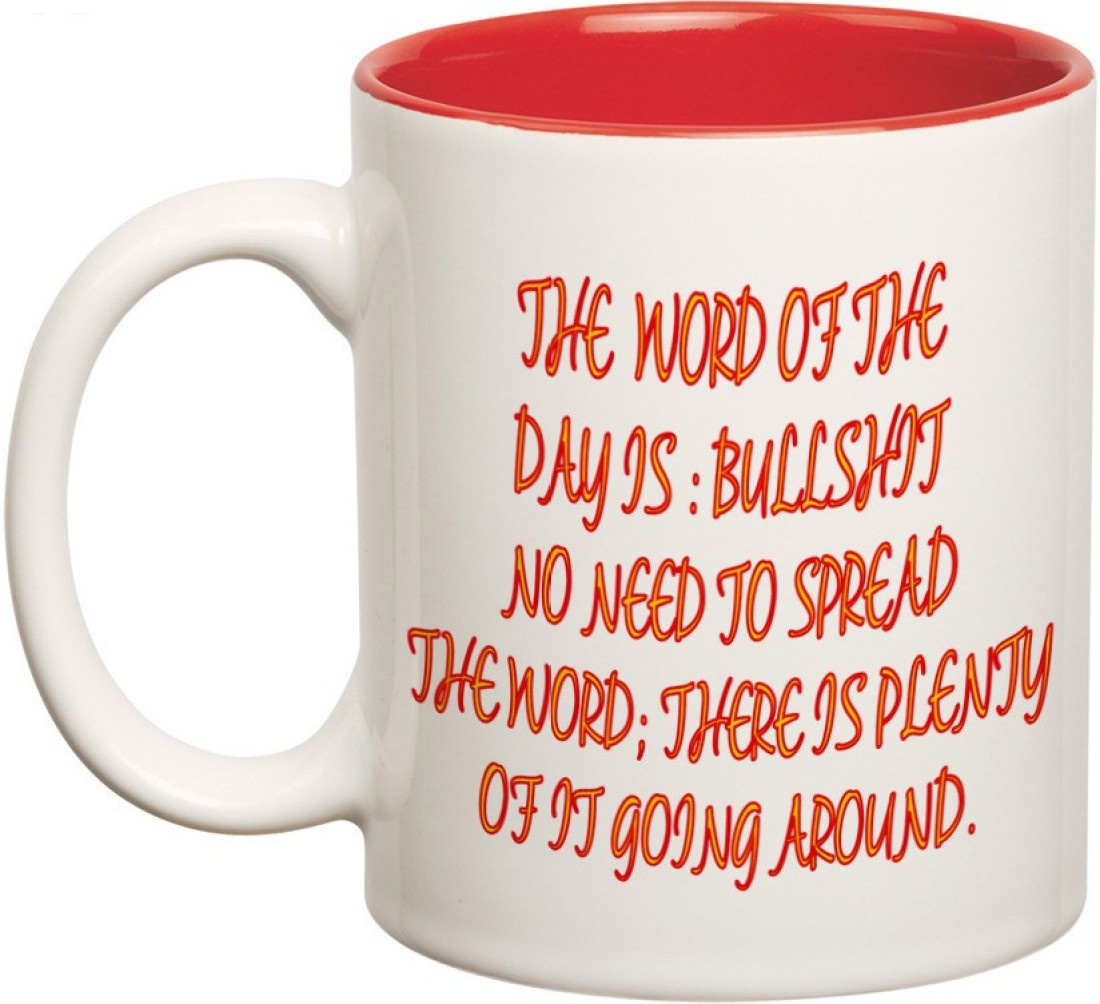 THE WORD OF THE
DAY IS : BULLSHIT
NO NEED TO SPREAD
THE WORD; THERE IS PLENTY
OF IT GOING AROUND.